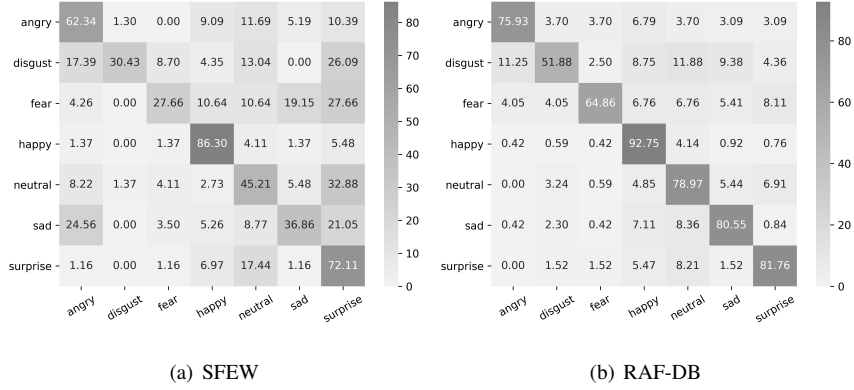 angry 62.34 1.30 0.00 9.09 11.69 5.19 10.39
disgust 17.39 30.43 8.70 4.35 13.04 0.00 26.09
fear 4.26 0.00 27.66 10.64 10.64 19.15 27.66
happy 1.37 0.00 1.37 86.30 4.11 1.37 5.48
neutral 8.22 1.37 4.11 2.73 45.21 5.48 32.88
sad 24.56 0.00 3.50 5.26 8.77 36.86 21.05
surprise 1.16 0.00 1.16 6.97 17.44 1.16 72.11
angry disgust fear happy neutral sad surprise
80
70
60
50
40
30
20
10
0
(a) SFEW
angry 75.93 3.70 3.70 6.79 3.70 3.09 3.09
disgust 11.25 51.88 2.50 8.75 11.88 9.38 4.36
fear 4.05 4.05 64.86 6.76 6.76 5.41 8.11
happy 0.42 0.59 0.42 92.75 4.14 0.92 0.76
neutral 0.00 3.24 0.59 4.85 78.97 5.44 6.91
sad 0.42 2.30 0.42 7.11 8.36 80.55 0.84
surprise 0.00 1.52 1.52 5.47 8.21 1.52 81.76
angry disgust fear happy neutral sad surprise
80
60
40
20
0
(b) RAF-DB